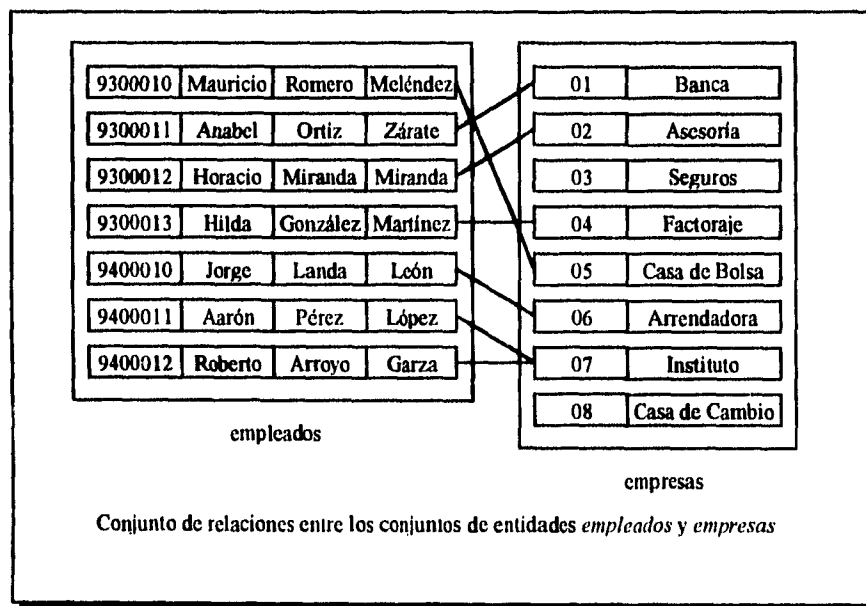 9300010 Mauricio Romero Meléndez
9300011 Anabel Ortiz Zárate
9300012 Horacio Miranda Miranda
9300013 Hilda González Martínez
9400010 Jorge Landa León
9400011 Aarón Pérez López
9400012 Roberto Arroyo Garza
empleados
01 Banca
02 Asesoría
03 Seguros
04 Factoraje
05 Casa de Bolsa
06 Arrendadora
07 Instituto
08 Casa de Cambio
empresas
Conjunto de relaciones entre los conjuntos de entidades empleados y empresas